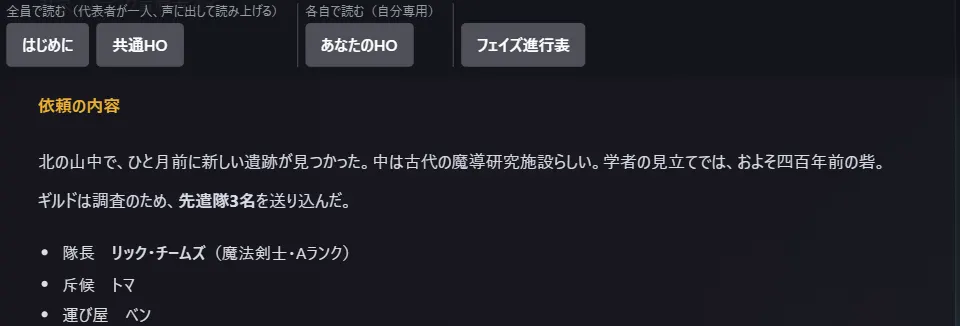 全員で読む（代表者が一人、声に出して読み上げる）
各自で読む（自分専用）
はじめに
共通HO
あなたのHO
フェイズ進行表
依頼の内容
北の山中で、ひと月前に新しい遺跡が見つかった。中は古代の魔導研究施設らしい。学者の見立てでは、およそ四百年前の砦。
ギルドは調査のため、先遣隊3名を送り込んだ。
• 隊長　リック・チームズ（魔法剣士・Aランク）
• 斥候　トマ
• 運び屋　ベン